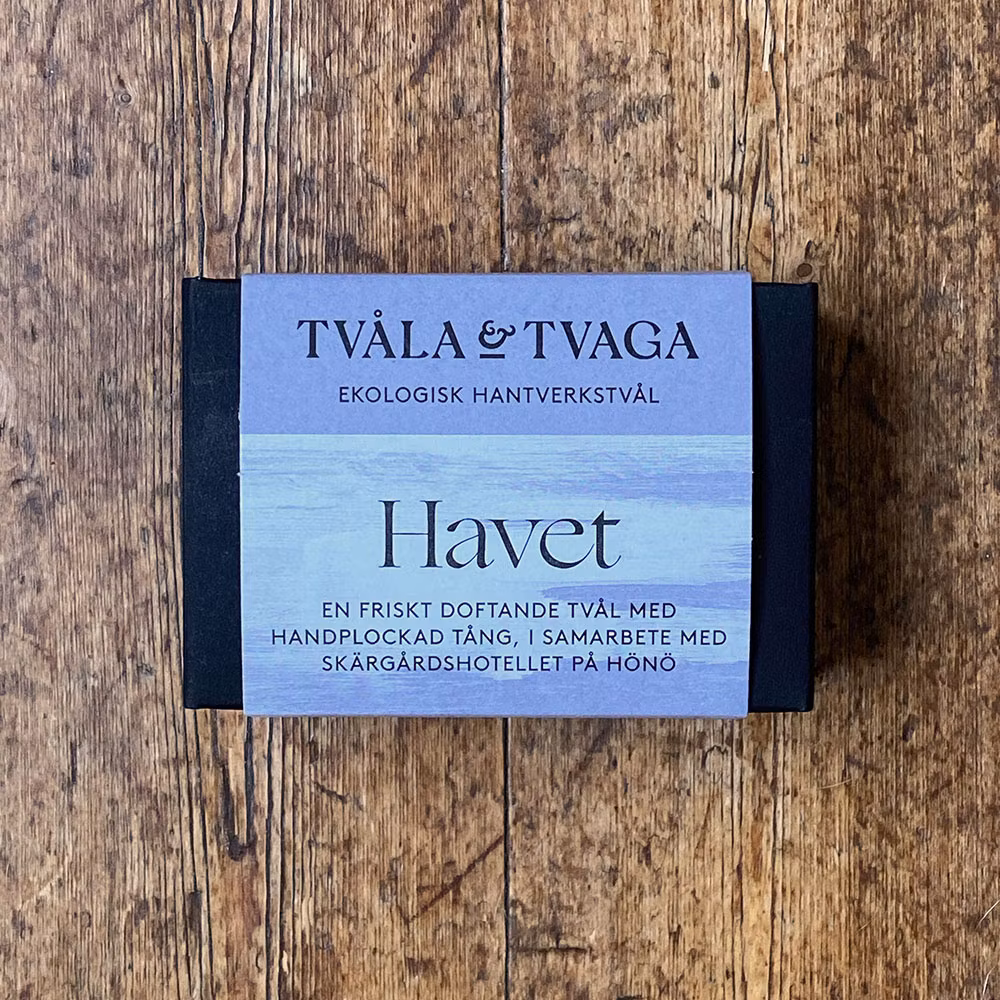 TVÅLA & TVAGA
EKOLOGISK HANTVERKSTVÅL
Havet
EN FRISKT DOFTANDE TVÅL MED
HANDPLOCKAD TÅNG, I SAMARBETE MED
SKÄRGÅRDSHOTELLET PÅ HÖNÖ